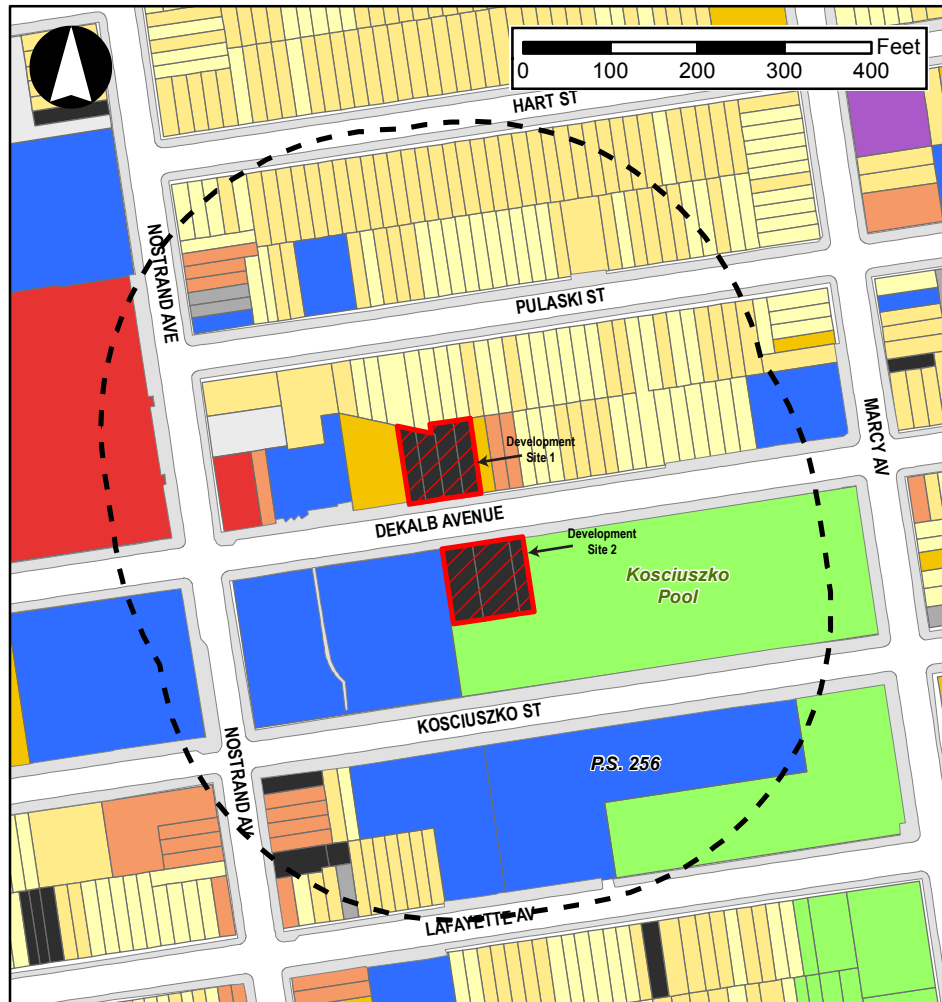 Feet
0 100 200 300 400
HART ST
NOSTRAND AVE
PULASKI ST
MARCY AV
Development
Site 1
DEKALB AVENUE
Development
Site 2
Kosciuszko
Pool
KOSCIUSZKO ST
NOSTRAND AV
P.S. 256
LAFAYETTE AV